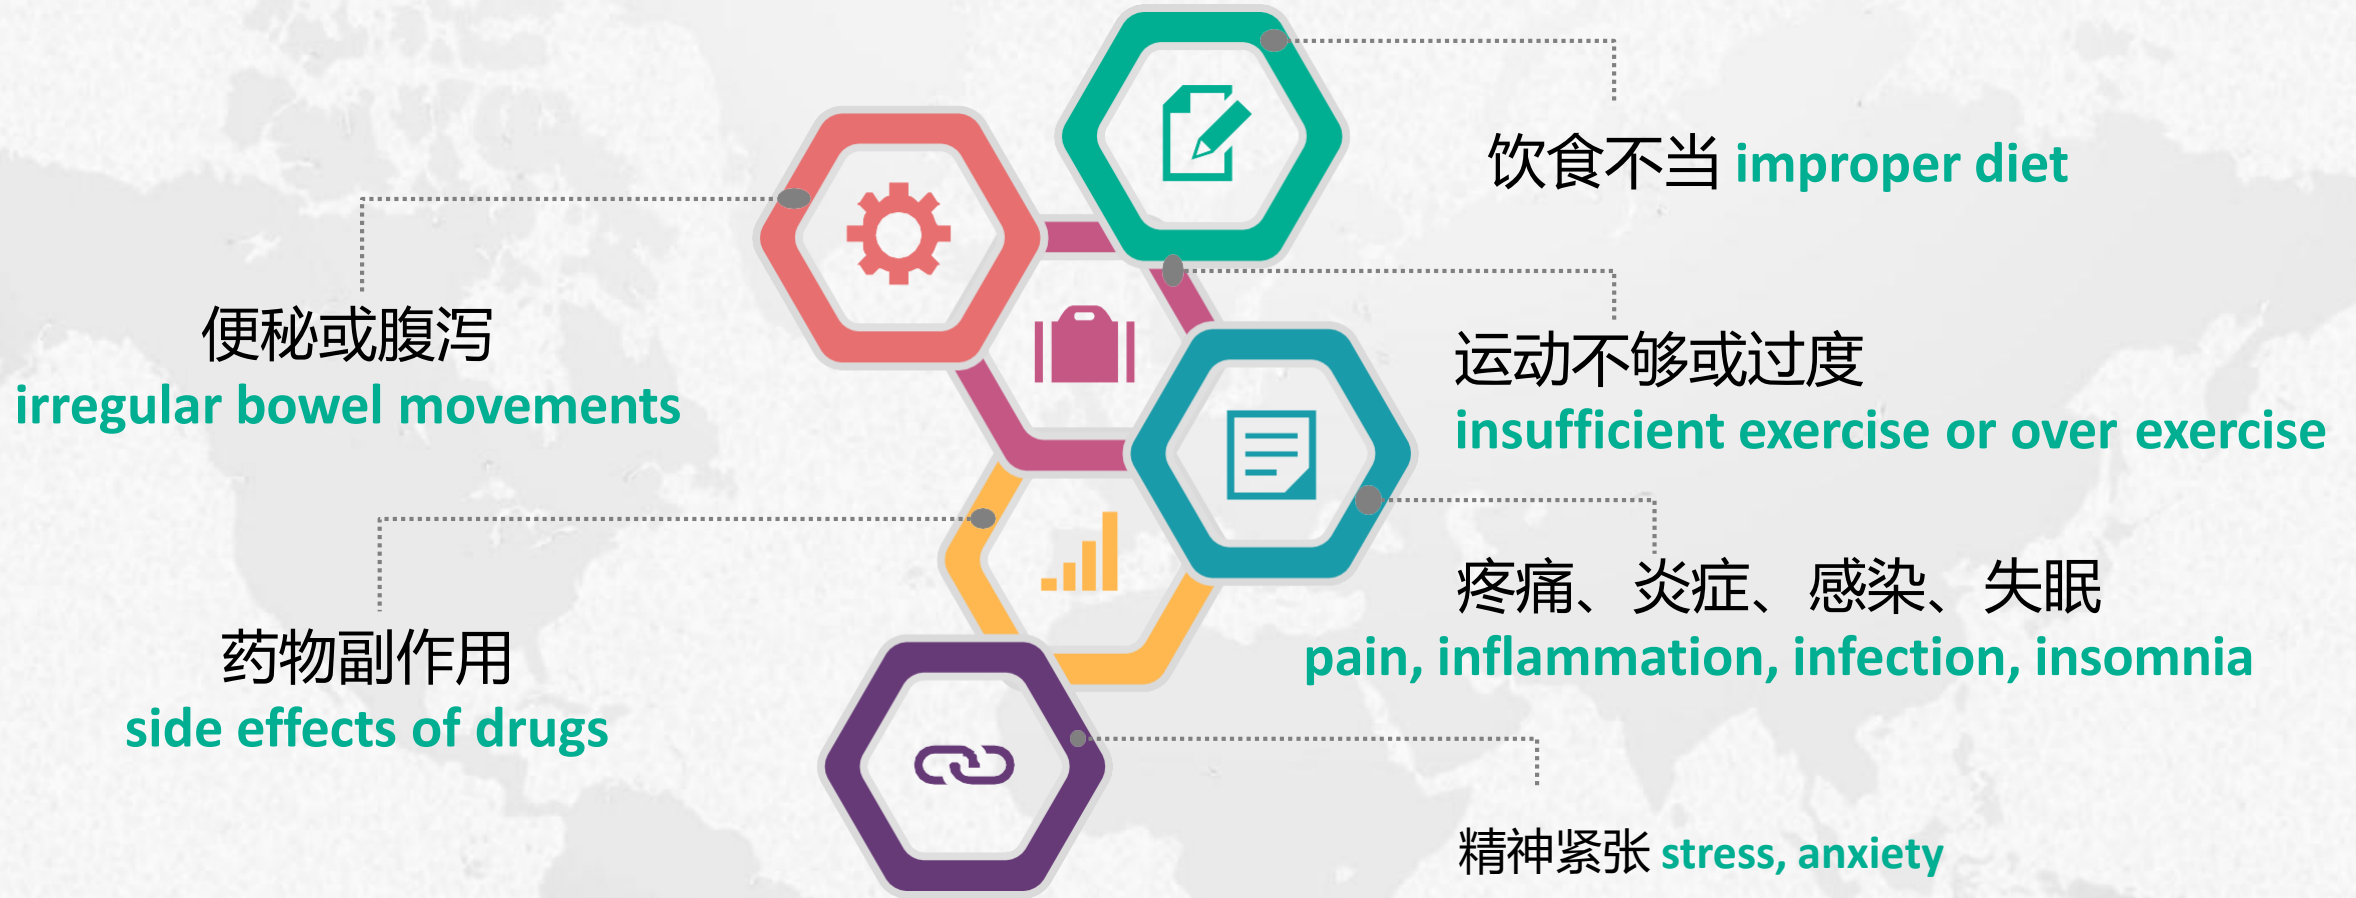 饮食不当 improper diet
便秘或腹泻
irregular bowel movements
运动不够或过度
insufficient exercise or over exercise
疼痛、炎症、感染、失眠
pain, inflammation, infection, insomnia
药物副作用
side effects of drugs
精神紧张 stress, anxiety